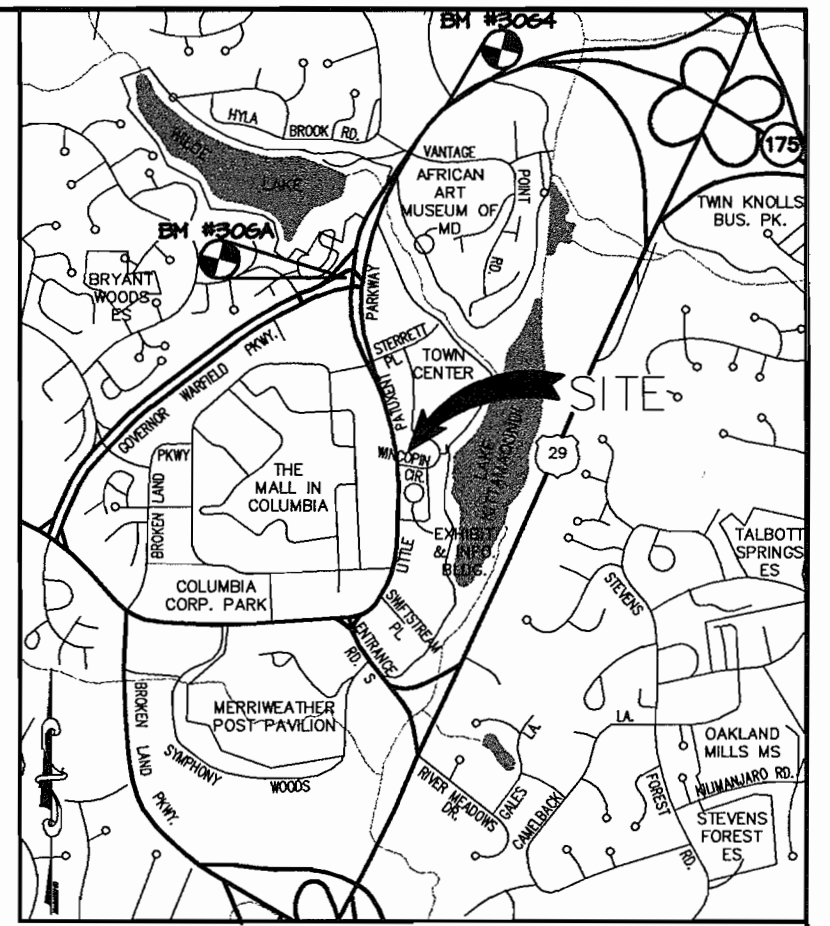 BM #30G4
HYLA
BROOK RD.
WILDE
LAKE
VANTAGE
POINT
RD.
AFRICAN
ART
MUSEUM OF
MD
175
TWIN KNOLLS
BUS. PK.
BM #30GA
BRYANT
WOODS
ES
PARKWAY
GOVERNOR WARFIELD PKWY.
STERRETT
PL
PATUXENT
TOWN
CENTER
SITE
WINCOPIN
CIR.
LITTLE
LAKE
KITTAMAQUNDI
29
PKWY
BROKEN LAND
THE
MALL IN
COLUMBIA
EXHIBIT
& INFO
BLDG.
TALBOTT
SPRINGS
ES
STEVENS
COLUMBIA
CORP. PARK
SWIFTSTREAM
PL
ENTRANCE
RD. S
MERRIWEATHER
POST PAVILION
BROKEN LAND PKWY.
SYMPHONY
WOODS
RIVER MEADOWS
DR.
GALES
LA.
CAMELBACK
LA.
FOREST
RD.
OAKLAND
MILLS MS
KILIMANJARO RD.
STEVENS
FOREST
ES